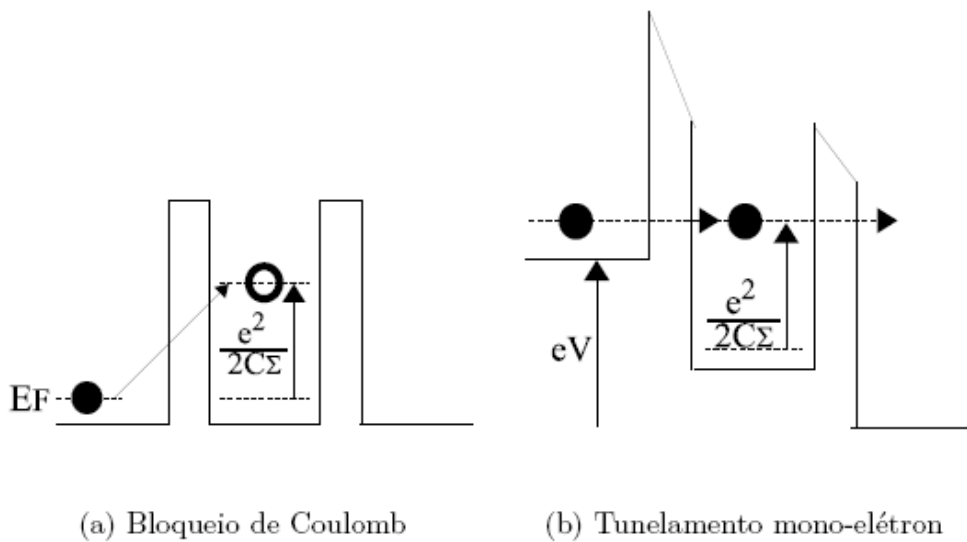 EF
e²
2CΣ
(a) Bloqueio de Coulomb
eV
e²
2CΣ
(b) Tunelamento mono-elétron